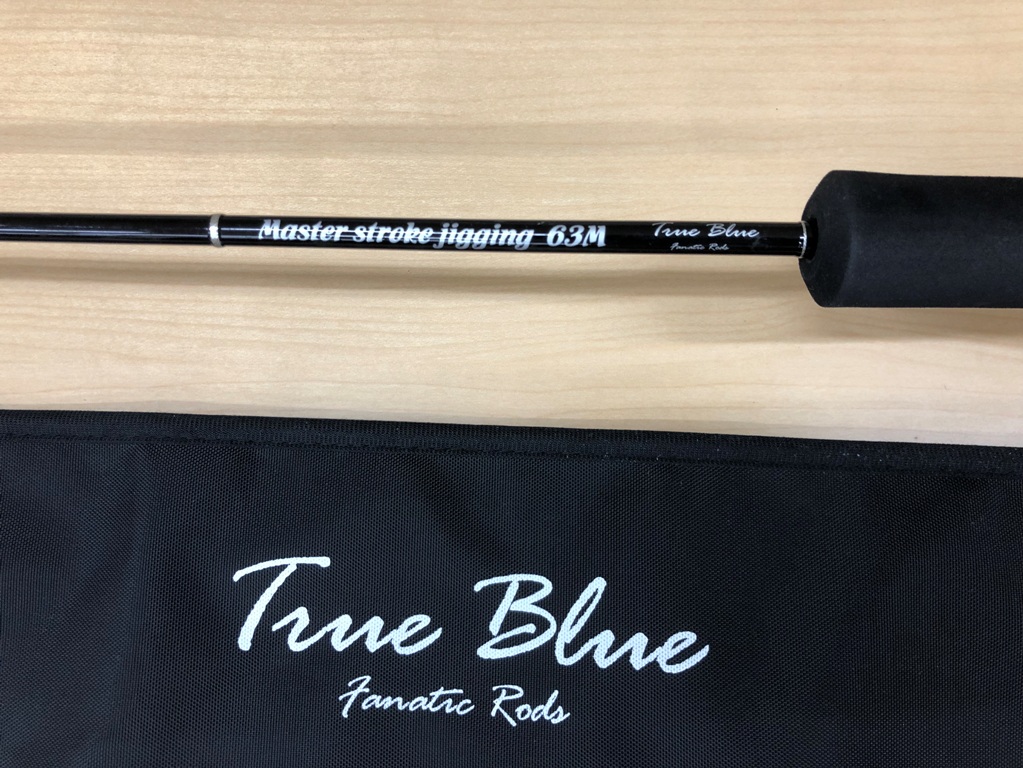 Master stroke jigging 63M
True Blue
Fanatic Rods
True Blue
Fanatic Rods